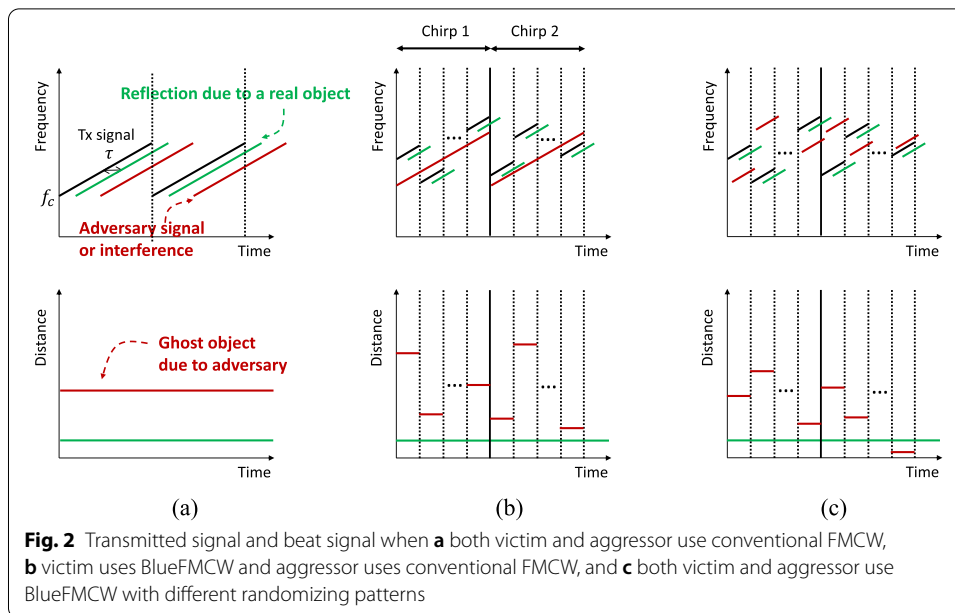 Chirp 1
Chirp 2
Frequency
Reflection due to a real object
Tx signal
τ
f_c
Adversary signal
or interference
Time
Frequency
...
...
Time
Frequency
...
...
Time
Distance
Ghost object
due to adversary
Time
Distance
...
...
Time
Distance
...
...
Time
(a)
(b)
(c)
Fig. 2 Transmitted signal and beat signal when a both victim and aggressor use conventional FMCW,
b victim uses BlueFMCW and aggressor uses conventional FMCW, and c both victim and aggressor use
BlueFMCW with different randomizing patterns